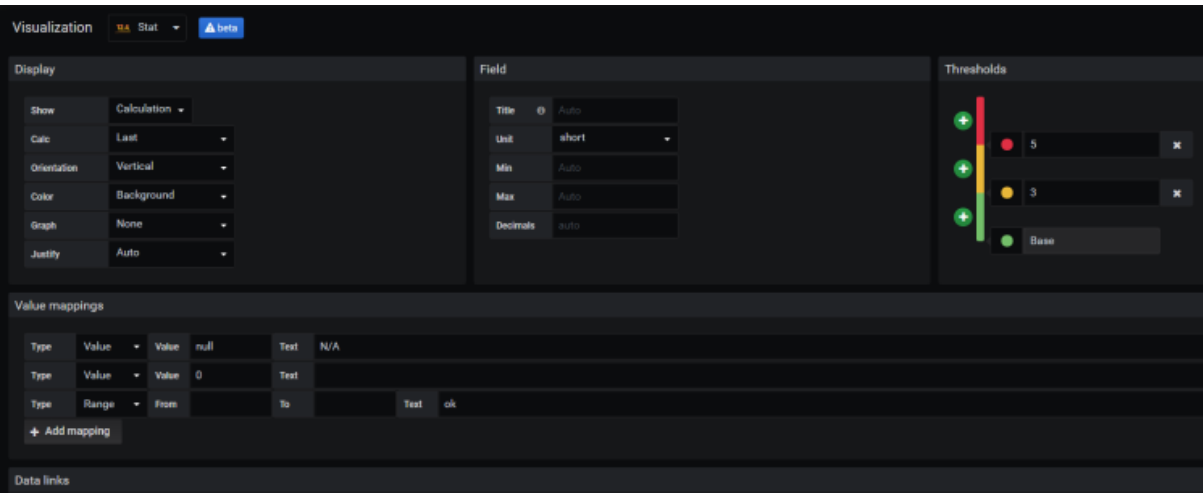 Visualization Stat beta
Display
Show Calculation
Calc Last
Orientation Vertical
Color Background
Graph None
Justify Auto
Field
Title Auto
Unit short
Min Auto
Max Auto
Decimals auto
Thresholds
5
3
Base
Value mappings
Type Value Value null Text N/A
Type Value Value 0 Text
Type Range From To Text ok
+ Add mapping
Data links